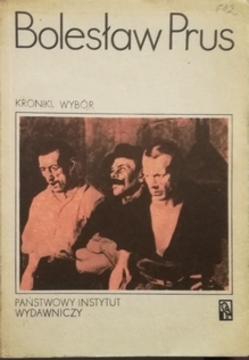 Bolesław Prus
KRONIKI. WYBÓR
PAŃSTWOWY INSTYTUT
WYDAWNICZY